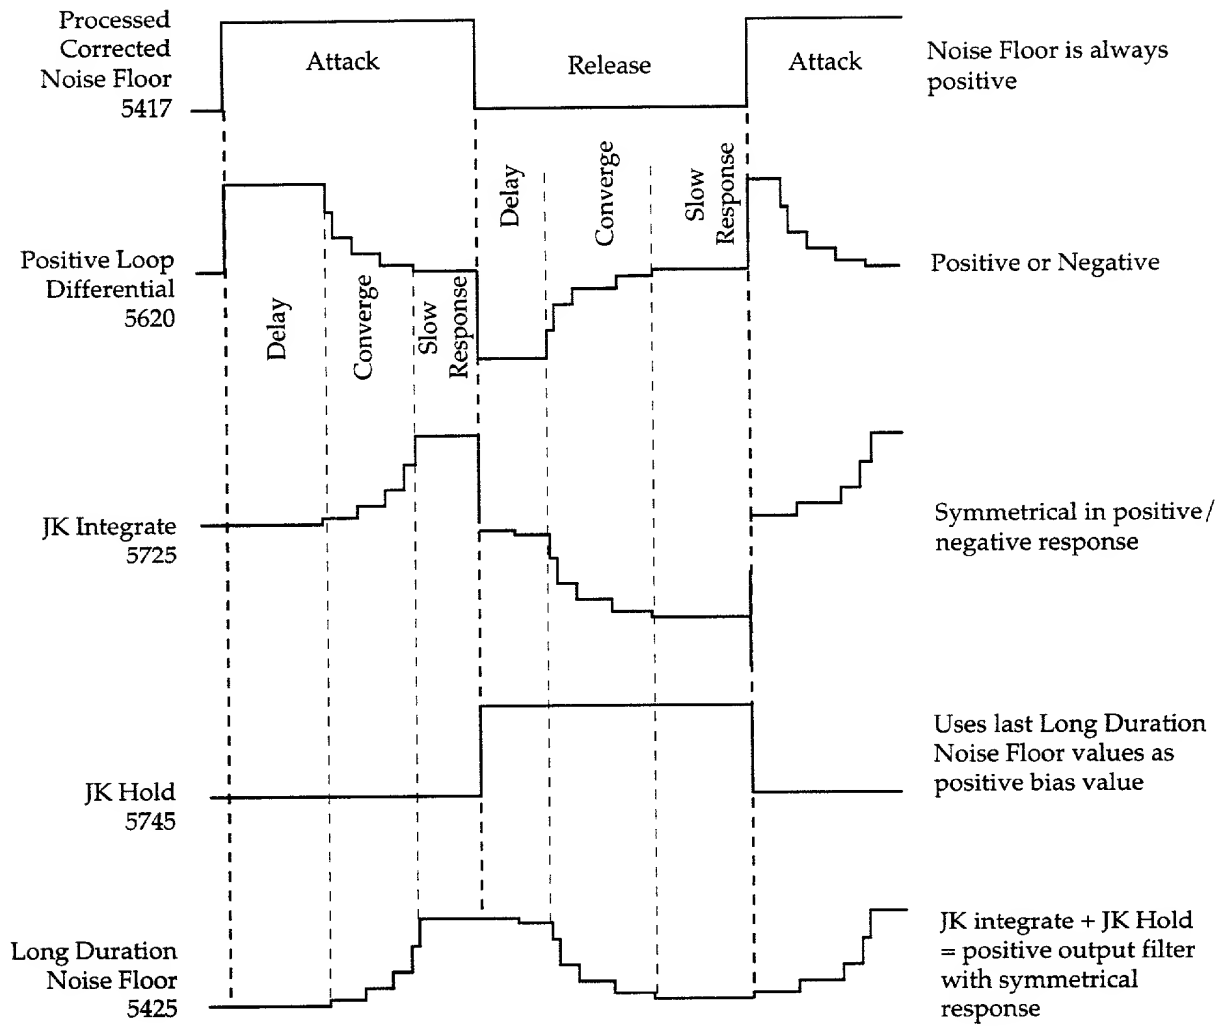 Processed
Corrected
Noise Floor
5417
Attack
Release
Attack
Noise Floor is always
positive
Delay
Converge
Slow
Response
Positive Loop
Differential
5620
Delay
Converge
Slow
Response
Positive or Negative
JK Integrate
5725
Symmetrical in positive/
negative response
JK Hold
5745
Uses last Long Duration
Noise Floor values as
positive bias value
Long Duration
Noise Floor
5425
JK integrate + JK Hold
= positive output filter
with symmetrical
response